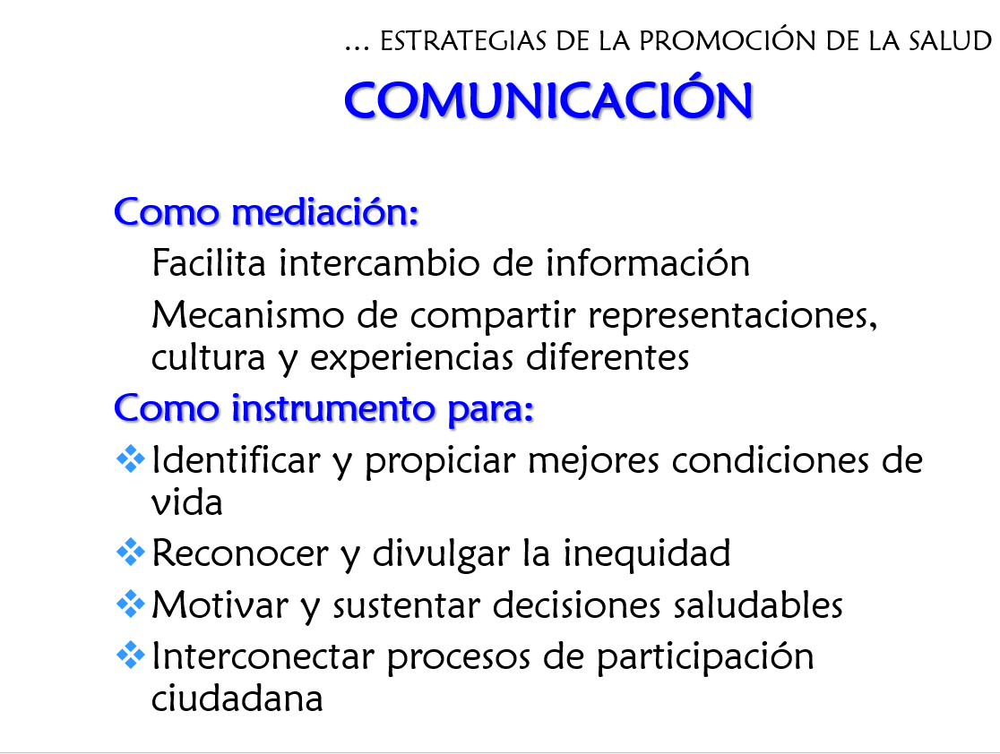 ... ESTRATEGIAS DE LA PROMOCIÓN DE LA SALUD
COMUNICACIÓN
Como mediación:
Facilita intercambio de información
Mecanismo de compartir representaciones,
cultura y experiencias diferentes
Como instrumento para:
❖Identificar y propiciar mejores condiciones de
vida
❖Reconocer y divulgar la inequidad
❖Motivar y sustentar decisiones saludables
❖Interconectar procesos de participación
ciudadana